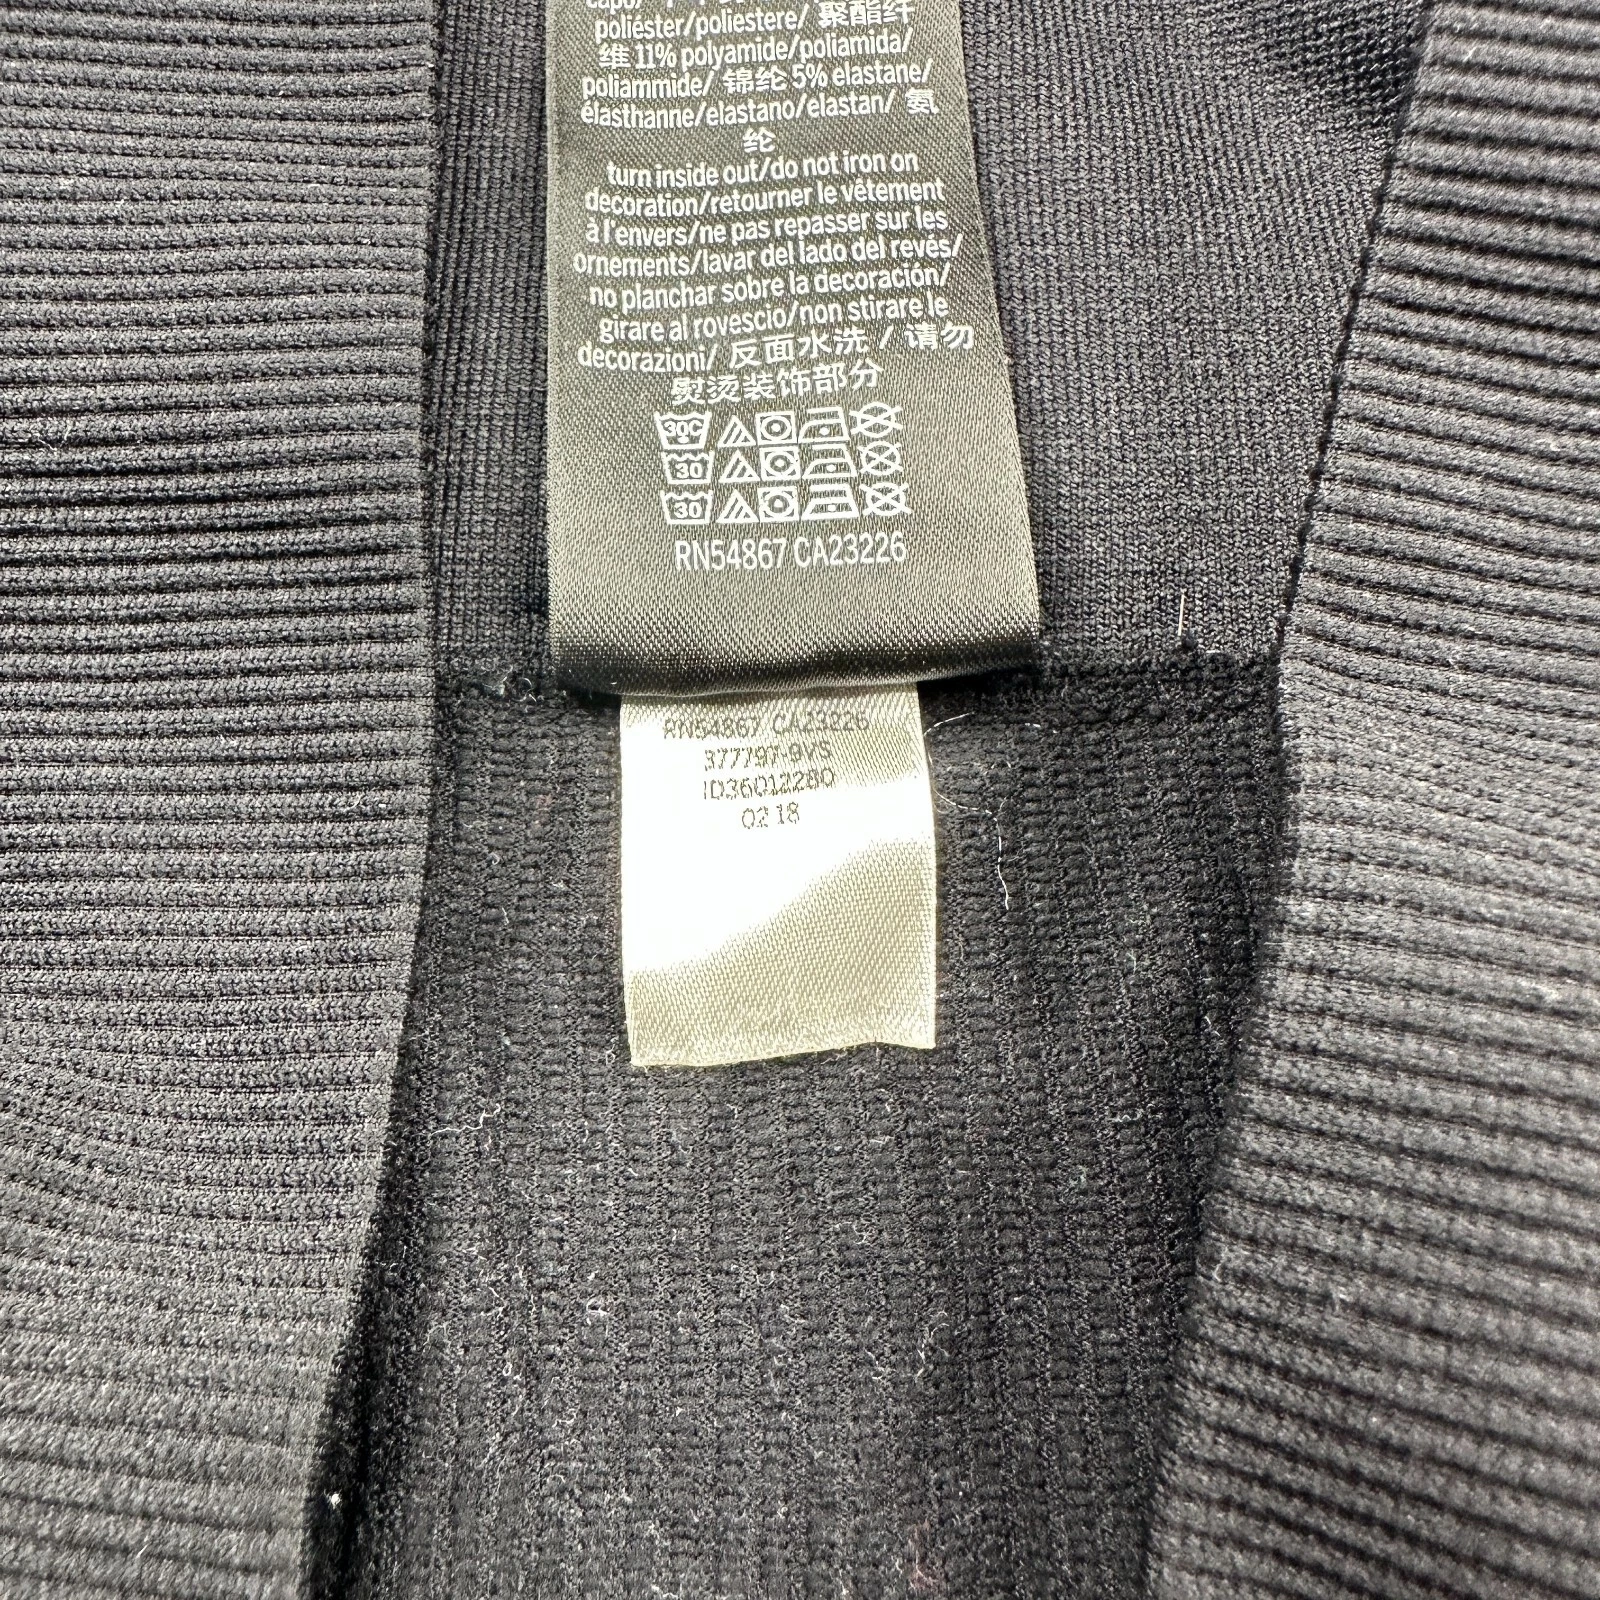 poliéster/poliestere/ 聚酯纤
维 11% polyamide/poliamida/
poliammide/ 锦纶 5% elastane/
élasthanne/elastano/elastan/ 氨
纶
turn inside out/do not iron on
decoration/retourner le vêtement
à l'envers/ne pas repasser sur les
ornements/lavar del lado del revés/
no planchar sobre la decoración/
girare al rovescio/non stirare le
decorazioni/ 反面水洗 / 请勿
熨烫装饰部分
30C
30
30
RN54867 CA23226
RN54867 CA23226
377797-9VS
ID36012280
02 18